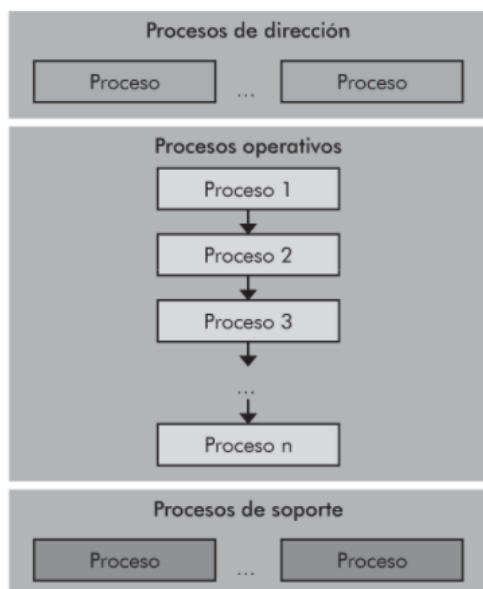 Procesos de dirección
Proceso ... Proceso
Procesos operativos
Proceso 1
Proceso 2
Proceso 3
...
Proceso n
Procesos de soporte
Proceso ... Proceso